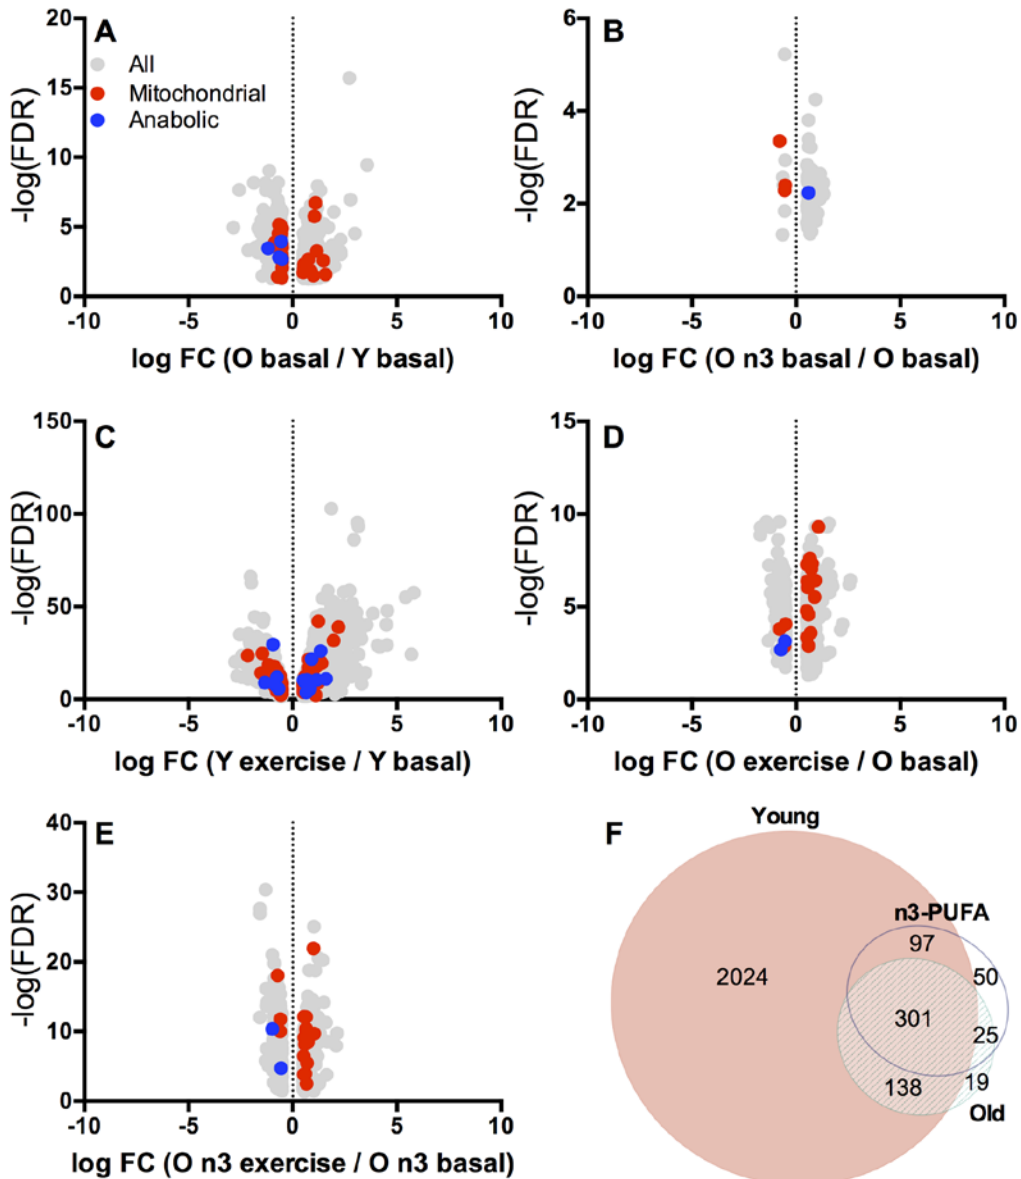 A
20
15
10
5
0
-log(FDR)
All
Mitochondrial
Anabolic
-10 -5 0 5 10
log FC (O basal / Y basal)
B
6
4
2
0
-log(FDR)
-10 -5 0 5 10
log FC (O n3 basal / O basal)
C
150
100
50
0
-log(FDR)
-10 -5 0 5 10
log FC (Y exercise / Y basal)
D
15
10
5
0
-log(FDR)
-10 -5 0 5 10
log FC (O exercise / O basal)
E
40
30
20
10
0
-log(FDR)
-10 -5 0 5 10
log FC (O n3 exercise / O n3 basal)
F
Young
n3-PUFA
97
2024
50
301
25
138
19
Old